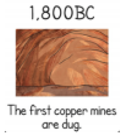 1,800BC
The first copper mines
are dug.